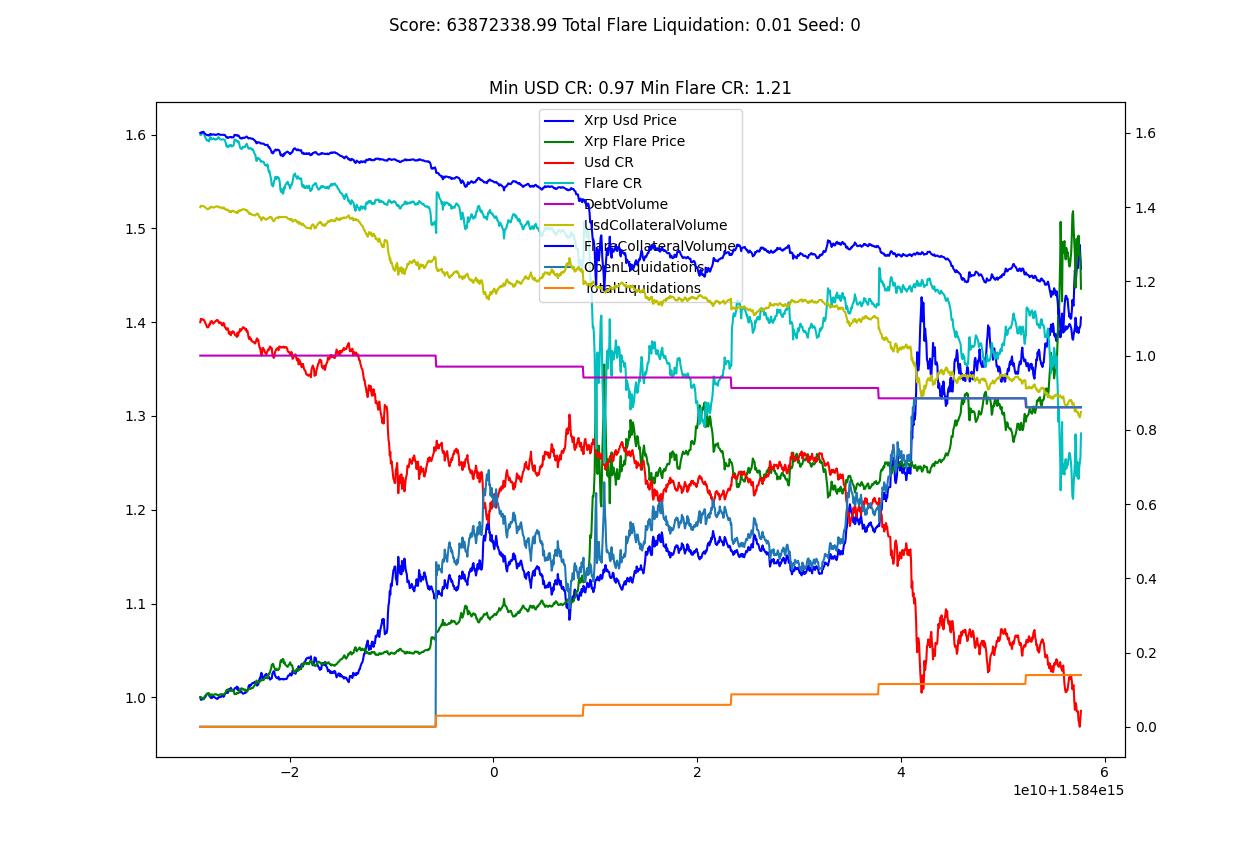 Score: 63872338.99 Total Flare Liquidation: 0.01 Seed: 0
Min USD CR: 0.97 Min Flare CR: 1.21
Xrp Usd Price
Xrp Flare Price
Usd CR
Flare CR
DebtVolume
UsdCollateralVolume
FlareCollateralVolume
OpenLiquidations
TotalLiquidations
1.6
1.5
1.4
1.3
1.2
1.1
1.0
1.6
1.4
1.2
1.0
0.8
0.6
0.4
0.2
0.0
−2
0
2
4
6
1e10+1.584e15